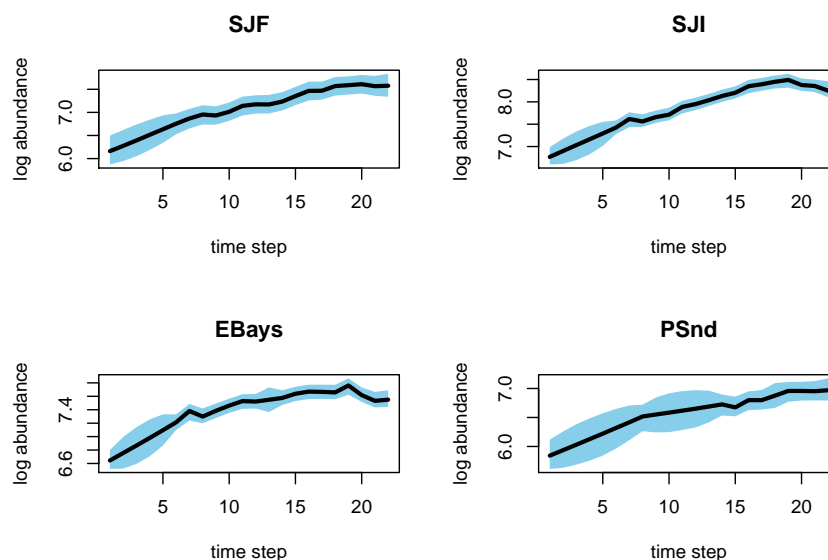 SJF
log abundance
6.0 7.0
5 10 15 20
time step
SJI
log abundance
7.0 8.0
5 10 15 20
time step
EBays
log abundance
6.6 7.4
5 10 15 20
time step
PSnd
log abundance
6.0 7.0
5 10 15 20
time step